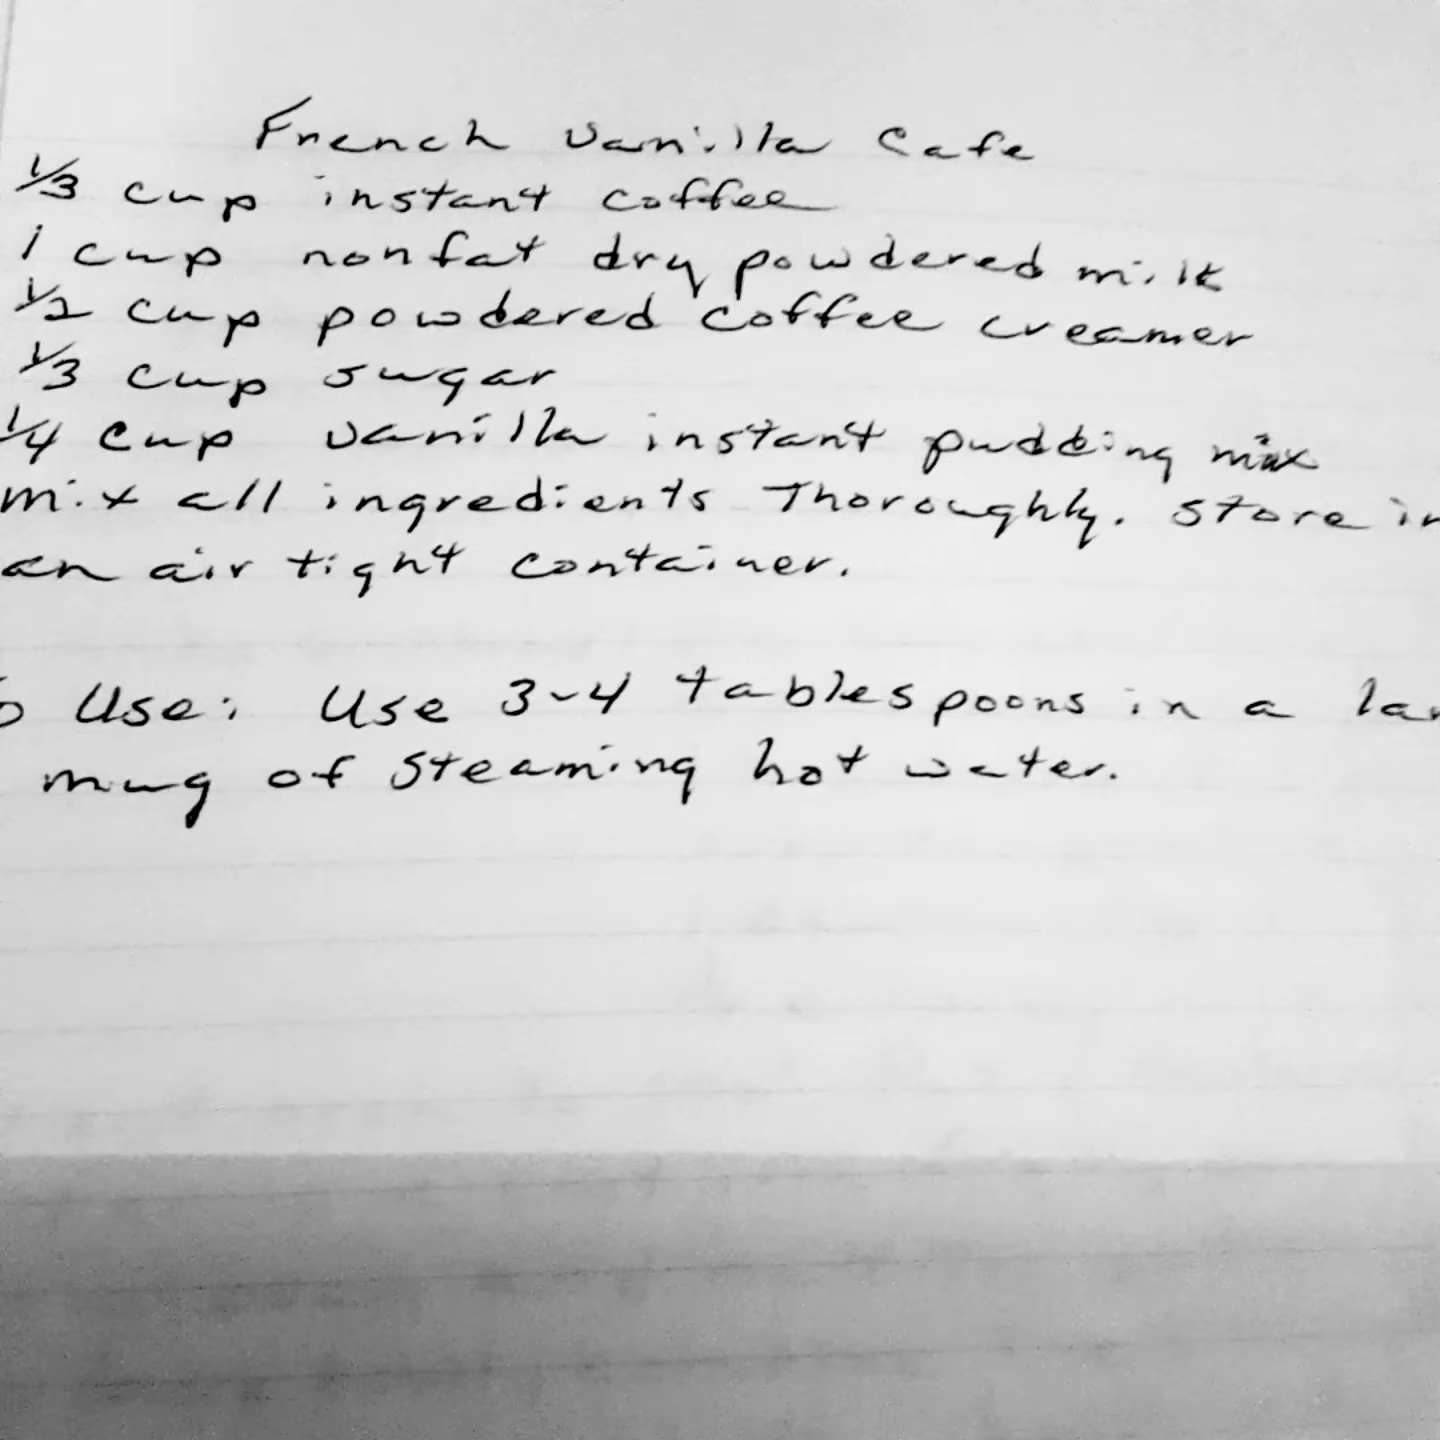 French Vanilla Cafe
1/3 cup instant coffee
1 cup nonfat dry powdered milk
1/2 cup powdered coffee creamer
1/3 cup sugar
1/4 cup vanilla instant pudding mix
mix all ingredients Thoroughly. Store in
an air tight container.
o Use: Use 3-4 tablespoons in a lar
mug of Steaming hot water.